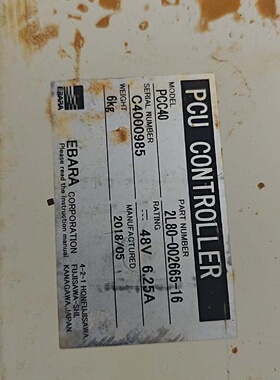 PCU CONTROLLER
MODEL
PCC40
PART NUMBER
2L80-002665-16
SERIAL NUMBER
C4000985
RATING
⎓ 48V 6.25A
WEIGHT
6kg
MANUFACTURED
2018/05
EBARA
EBARA CORPORATION
Please read the instruction manual.
4-2-1 HONFUJISAWA,
FUJISAWA-SHI,
KANAGAWA,JAPAN